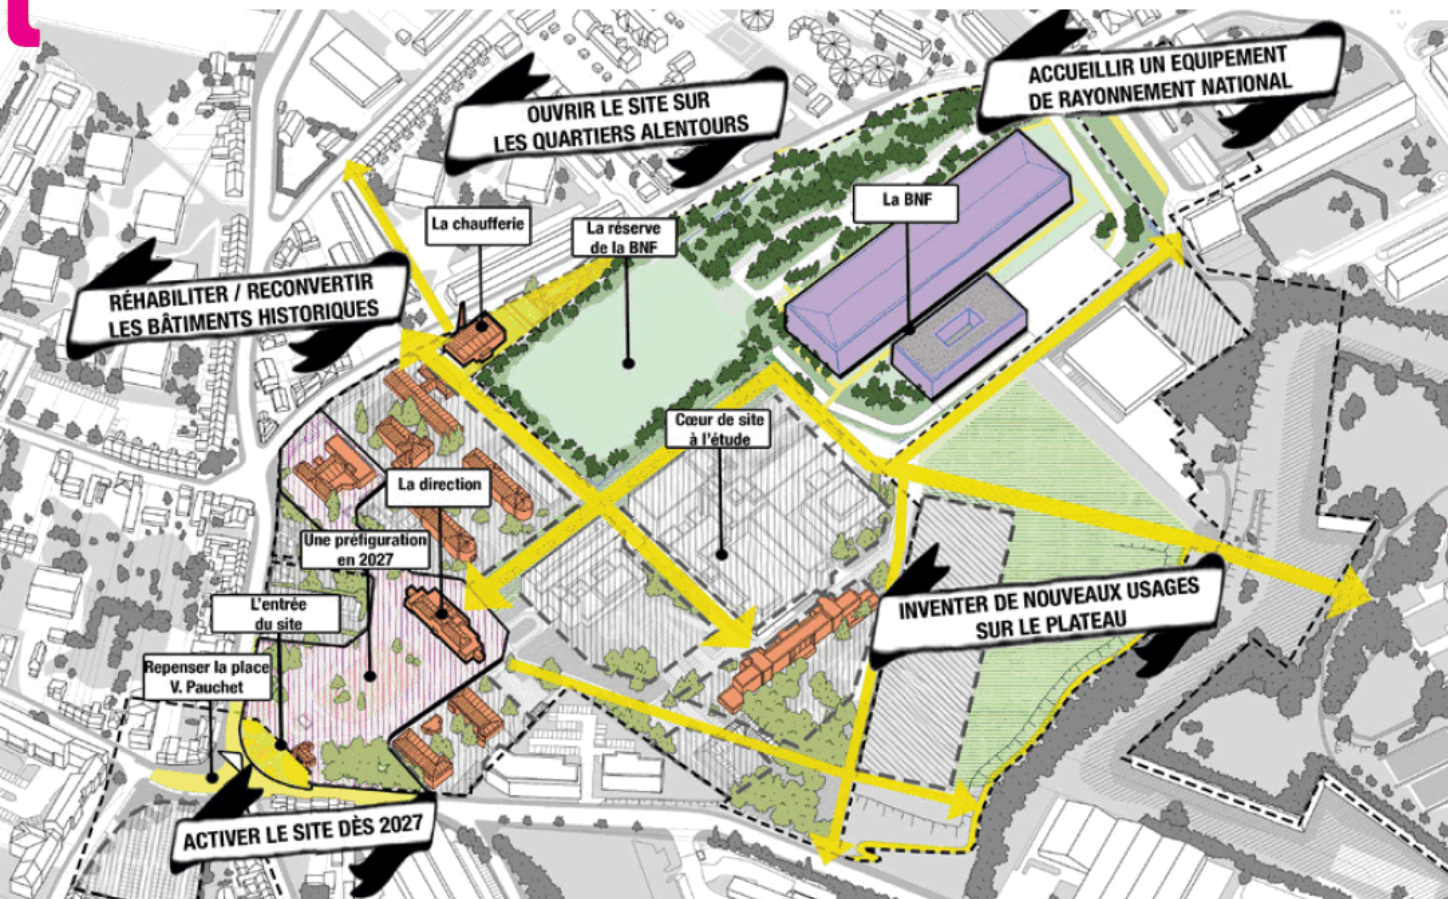 t
OUVRIR LE SITE SUR
LES QUARTIERS ALENTOURS
ACCUEILLIR UN EQUIPEMENT
DE RAYONNEMENT NATIONAL
La chaufferie
La réserve
de la BNF
La BNF
RÉHABILITER / RECONVERTIR
LES BÂTIMENTS HISTORIQUES
Cœur de site
à l'étude
La direction
Une préfiguration
en 2027
L'entrée
du site
Repenser la place
V. Pauchet
INVENTER DE NOUVEAUX USAGES
SUR LE PLATEAU
ACTIVER LE SITE DÈS 2027